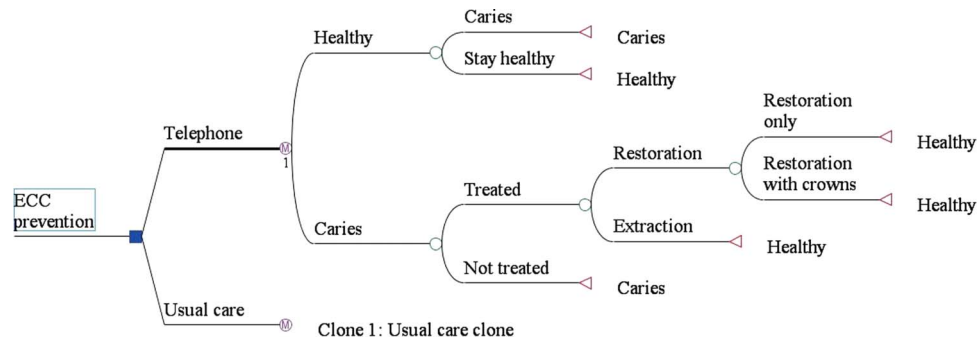 Caries
Caries
Healthy
Stay healthy
Healthy
Restoration
only
Healthy
Telephone
M
1
Restoration
Restoration
with crowns
Healthy
ECC
prevention
Treated
Caries
Extraction
Healthy
Not treated
Caries
Usual care
M
Clone 1: Usual care clone